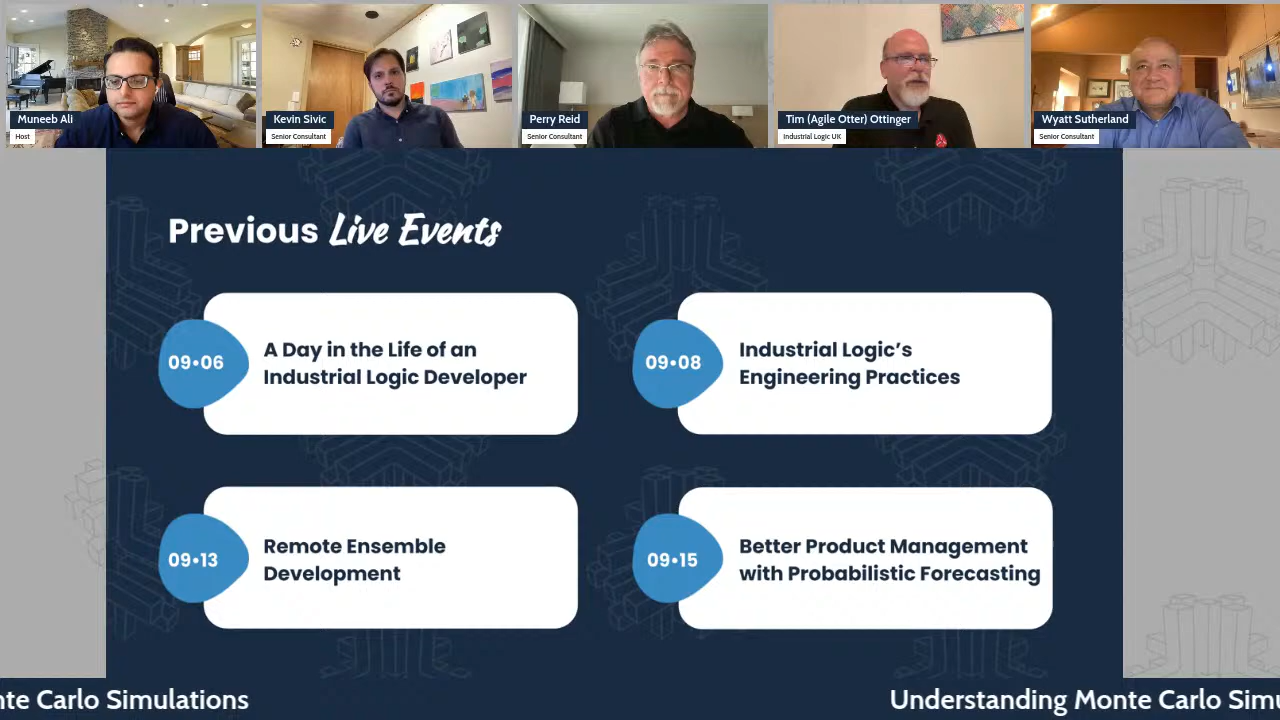 Muneeb Ali
Host
Kevin Sivic
Senior Consultant
Perry Reid
Senior Consultant
Tim (Agile Otter) Ottinger
Industrial Logic UK
Wyatt Sutherland
Senior Consultant
Previous Live Events
09•06
A Day in the Life of an
Industrial Logic Developer
09•08
Industrial Logic’s
Engineering Practices
09•13
Remote Ensemble
Development
09•15
Better Product Management
with Probabilistic Forecasting
nte Carlo Simulations
Understanding Monte Carlo Simu